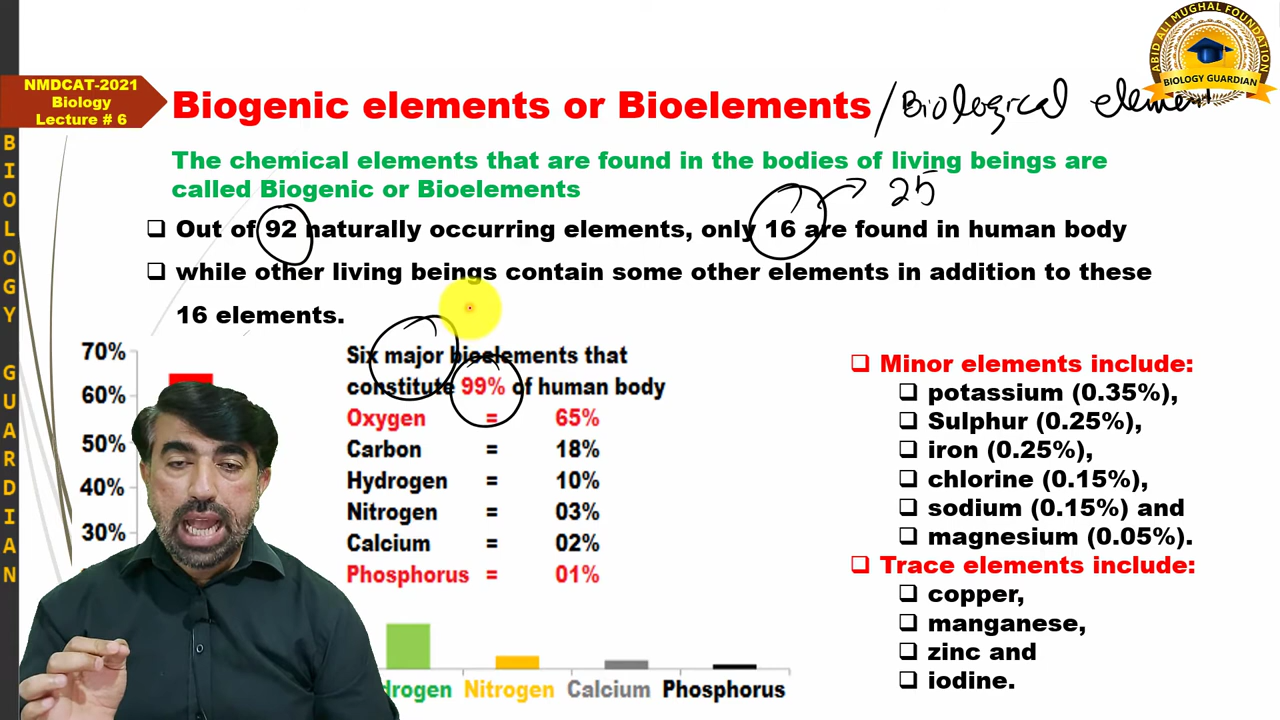 ABID ALI MUGHAL FOUNDATION
BIOLOGY GUARDIAN
NMDCAT-2021
Biology
Lecture # 6
BIOLOGY GUARDIAN
Biogenic elements or Bioelements /Biological element
The chemical elements that are found in the bodies of living beings are
called Biogenic or Bioelements
25
Out of 92 naturally occurring elements, only 16 are found in human body
while other living beings contain some other elements in addition to these
16 elements.
70%
60%
50%
40%
30%
Six major bioelements that
constitute 99% of human body
Oxygen = 65%
Carbon = 18%
Hydrogen = 10%
Nitrogen = 03%
Calcium = 02%
Phosphorus = 01%
drogen Nitrogen Calcium Phosphorus
Minor elements include:
potassium (0.35%),
Sulphur (0.25%),
iron (0.25%),
chlorine (0.15%),
sodium (0.15%) and
magnesium (0.05%).
Trace elements include:
copper,
manganese,
zinc and
iodine.